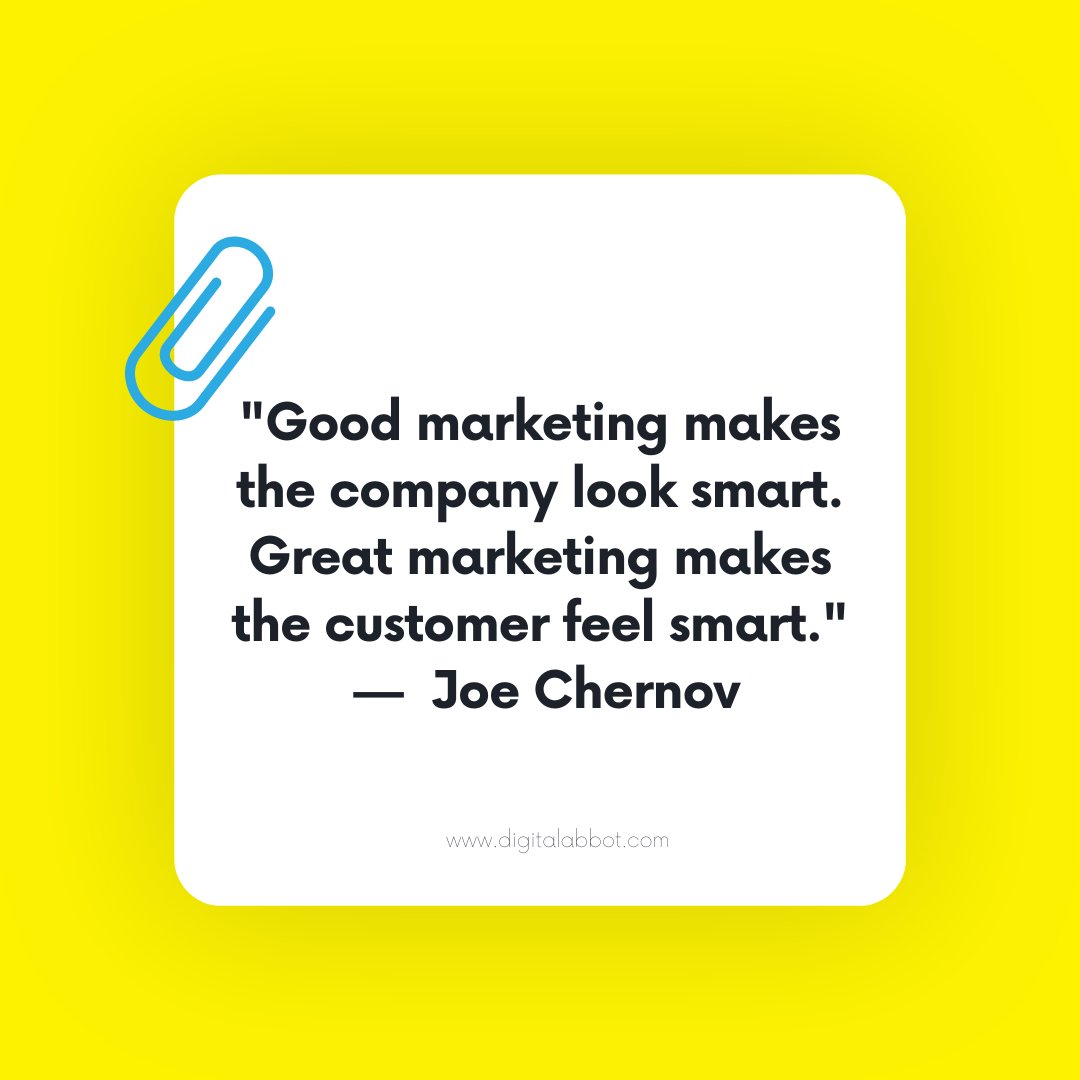 "Good marketing makes
the company look smart.
Great marketing makes
the customer feel smart."
— Joe Chernov
www.digitalabbot.com